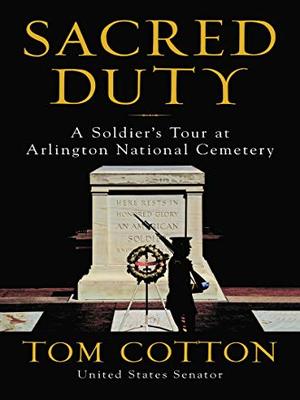 SACRED
DUTY
A Soldier's Tour at
Arlington National Cemetery
HERE RESTS IN
HONORED GLORY
AN AMERICAN
SOLDIER
TOM COTTON
United States Senator